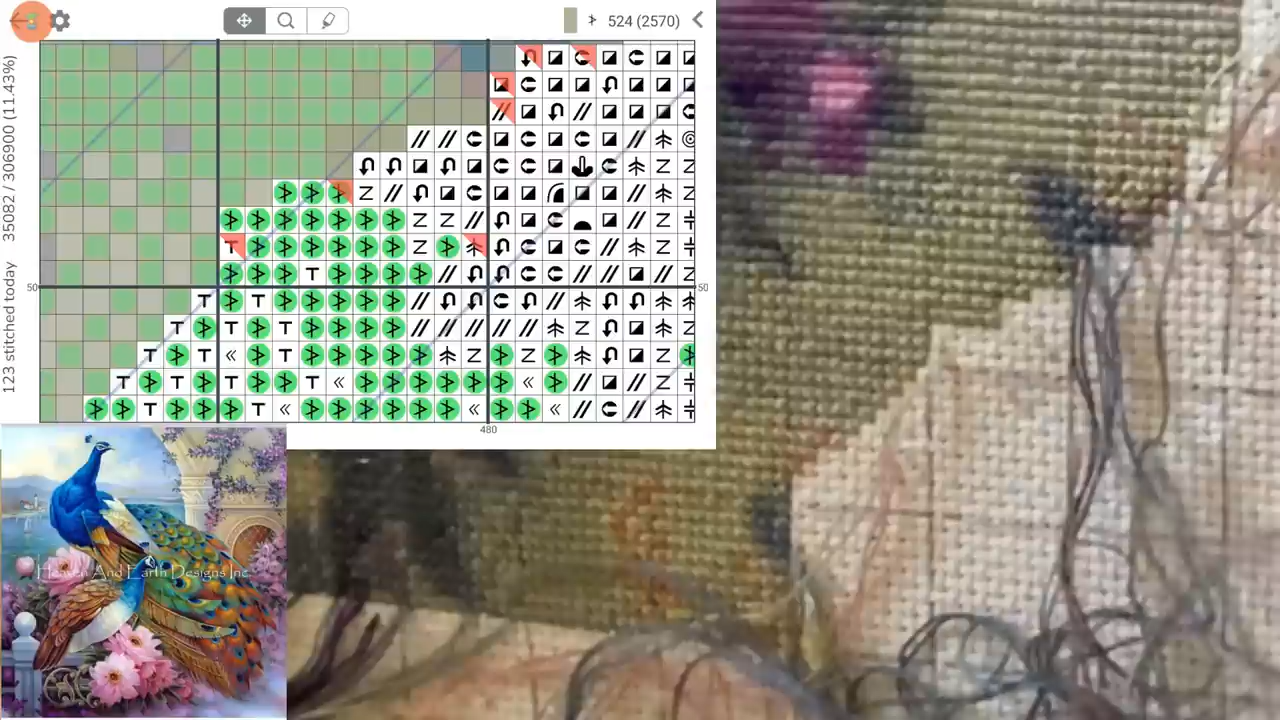 524 (2570)
123 stitched today 35082 / 306900 (11.43%)
50
50
480
Heaven And Earth Designs Inc.